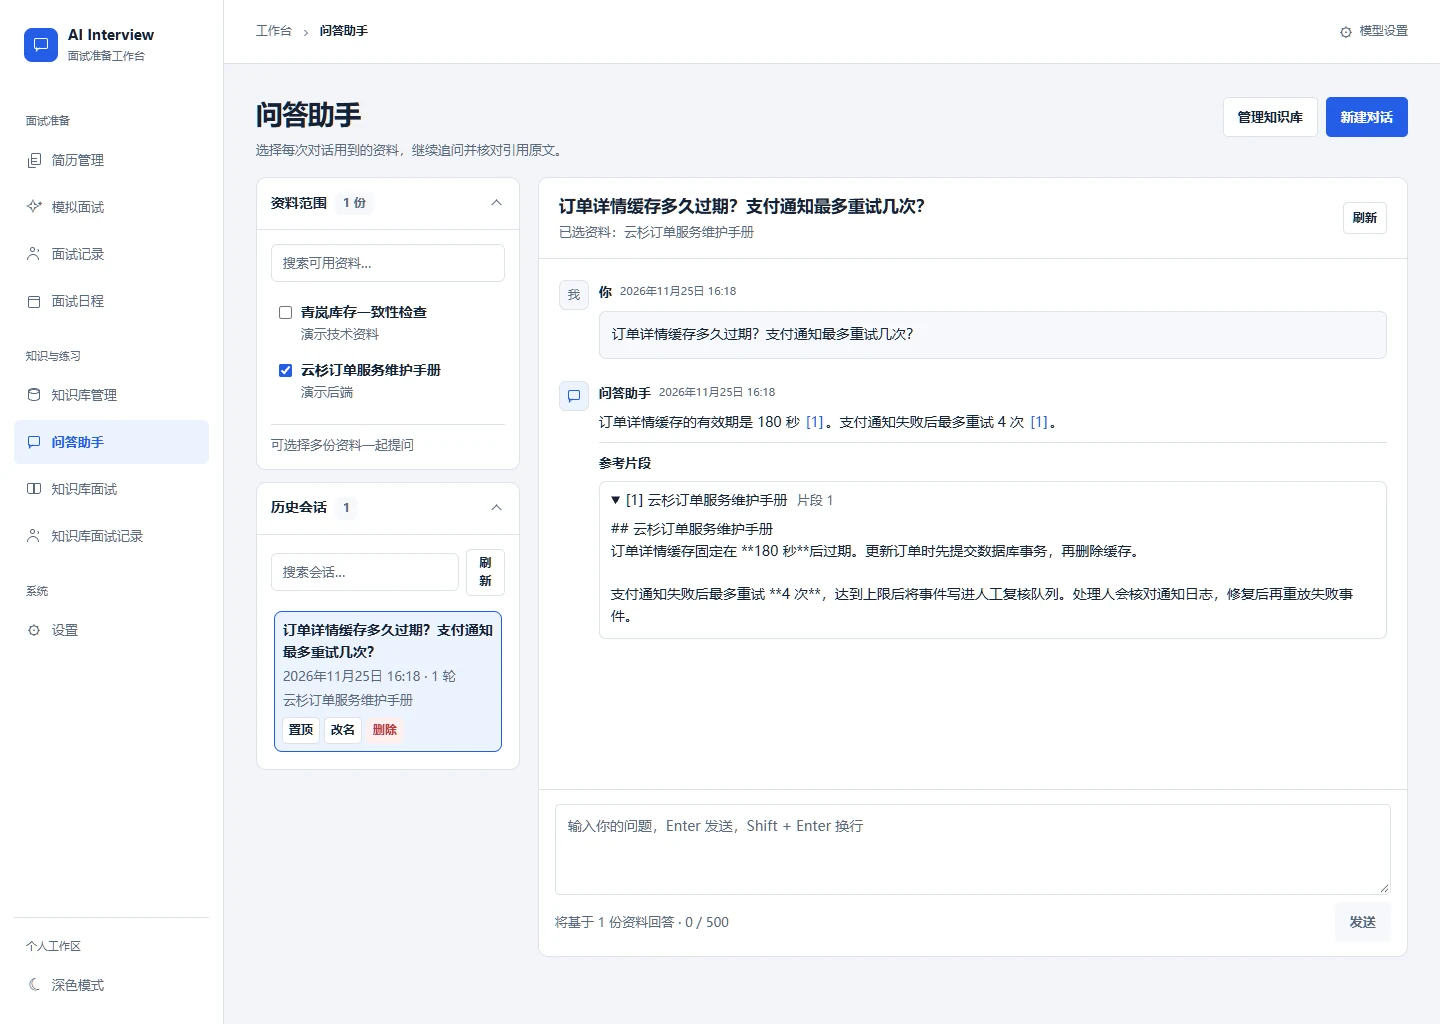 AI Interview
面试准备工作台
面试准备
简历管理
模拟面试
面试记录
面试日程
知识与练习
知识库管理
问答助手
知识库面试
知识库面试记录
系统
设置
个人工作区
深色模式
工作台 › 问答助手
模型设置
问答助手
选择每次对话用到的资料，继续追问并核对引用原文。
管理知识库
新建对话
资料范围 1 份
搜索可用资料...
青岚库存一致性检查
演示技术资料
云杉订单服务维护手册
演示后端
可选择多份资料一起提问
历史会话 1
搜索会话...
刷
新
订单详情缓存多久过期？支付通知
最多重试几次？
2026年11月25日 16:18 · 1 轮
云杉订单服务维护手册
置顶 改名 删除
订单详情缓存多久过期？支付通知最多重试几次？
已选资料：云杉订单服务维护手册
刷新
我 你 2026年11月25日 16:18
订单详情缓存多久过期？支付通知最多重试几次？
问答助手 2026年11月25日 16:18
订单详情缓存的有效期是 180 秒 [1]。支付通知失败后最多重试 4 次 [1]。
参考片段
▼ [1] 云杉订单服务维护手册 片段 1
## 云杉订单服务维护手册
订单详情缓存固定在 **180 秒**后过期。更新订单时先提交数据库事务，再删除缓存。
支付通知失败后最多重试 **4 次**，达到上限后将事件写进人工复核队列。处理人会核对通知日志，修复后再重放失败事
件。
输入你的问题，Enter 发送，Shift + Enter 换行
将基于 1 份资料回答 · 0 / 500
发送